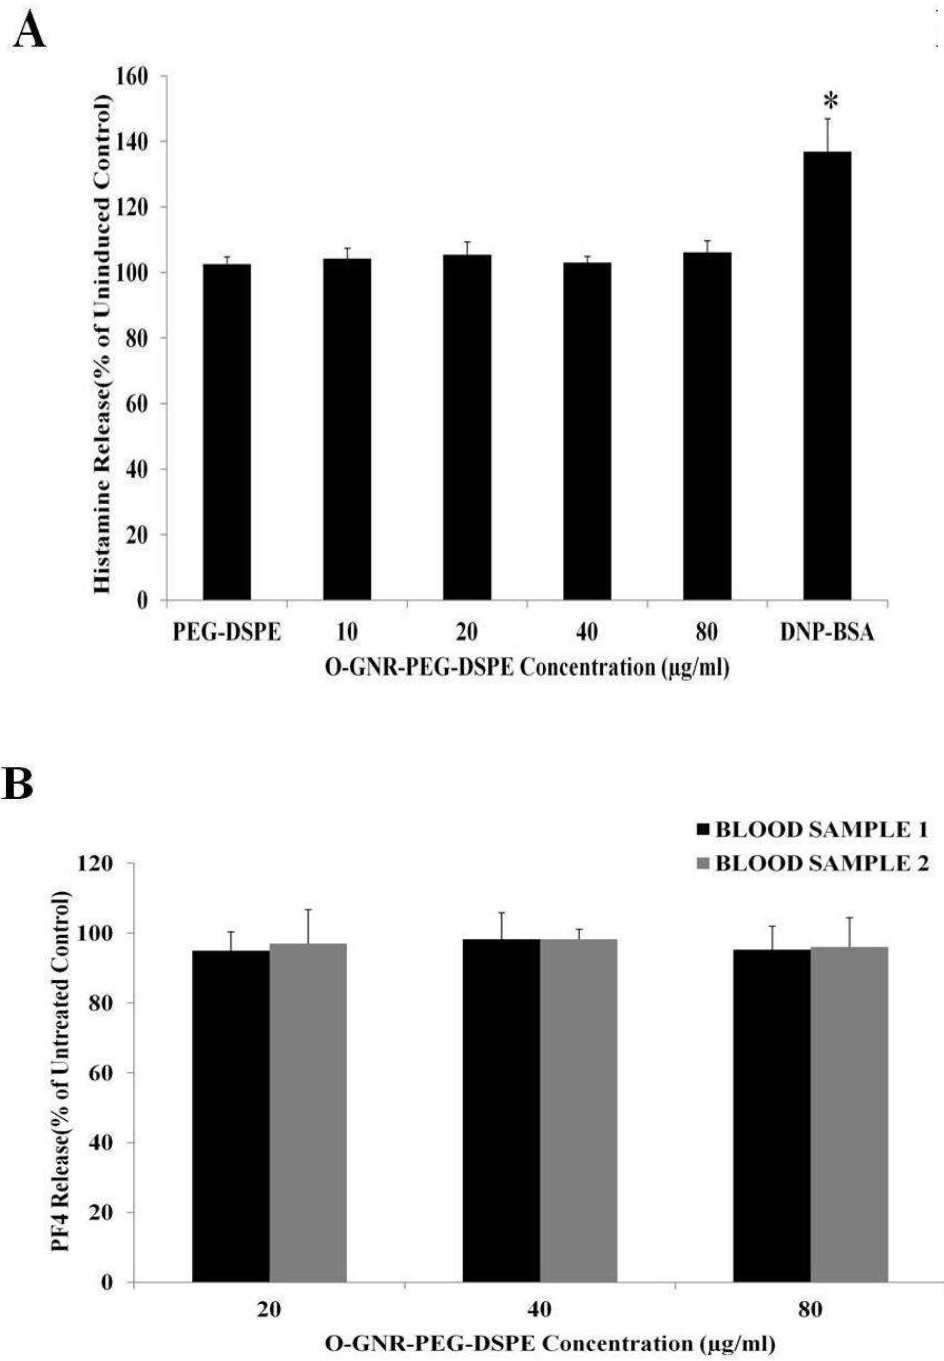 A
160
140
120
100
80
60
40
20
0
Histamine Release(% of Uninduced Control)
*
PEG-DSPE 10 20 40 80 DNP-BSA
O-GNR-PEG-DSPE Concentration (µg/ml)
B
BLOOD SAMPLE 1
BLOOD SAMPLE 2
120
100
80
60
40
20
0
PF4 Release(% of Untreated Control)
20 40 80
O-GNR-PEG-DSPE Concentration (µg/ml)